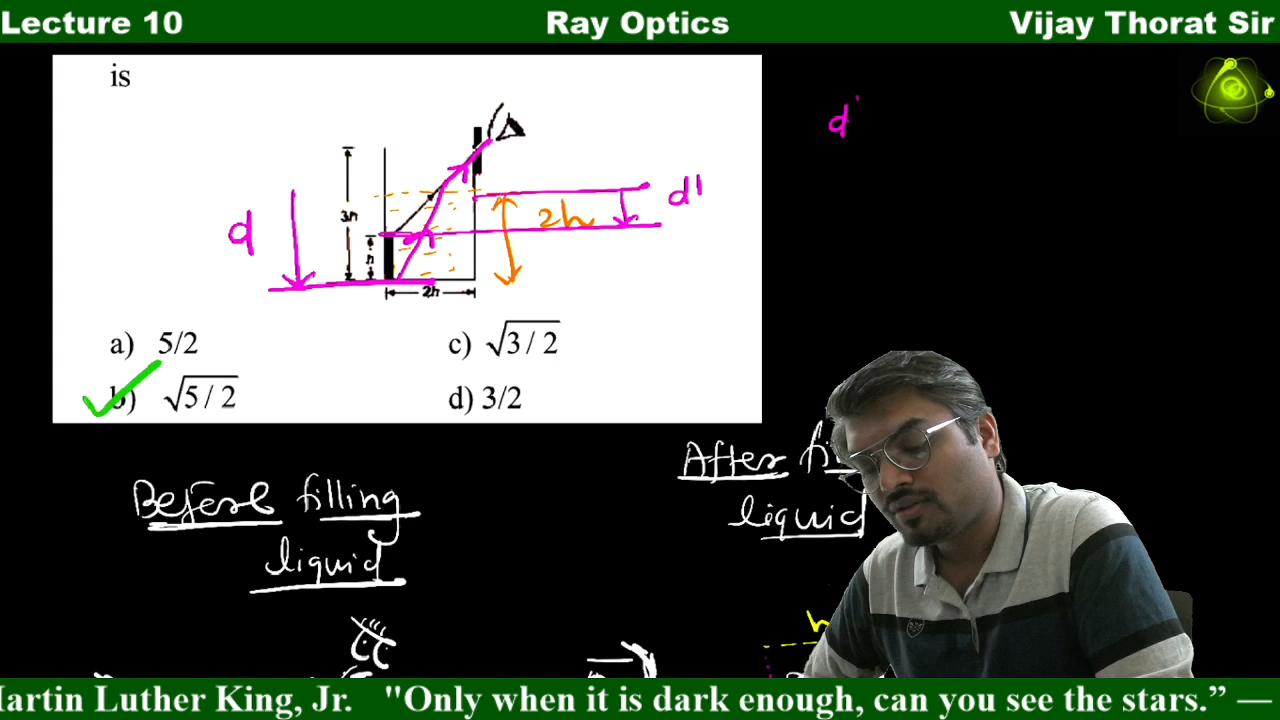 Lecture 10
Ray Optics
Vijay Thorat Sir
is
d'
3h
h
2h
d
2h
d'
a) 5/2
c) √3 / 2
b) √5 / 2
d) 3/2
Before filling
liquid
After
liquid
h
Martin Luther King, Jr. "Only when it is dark enough, can you see the stars.” —